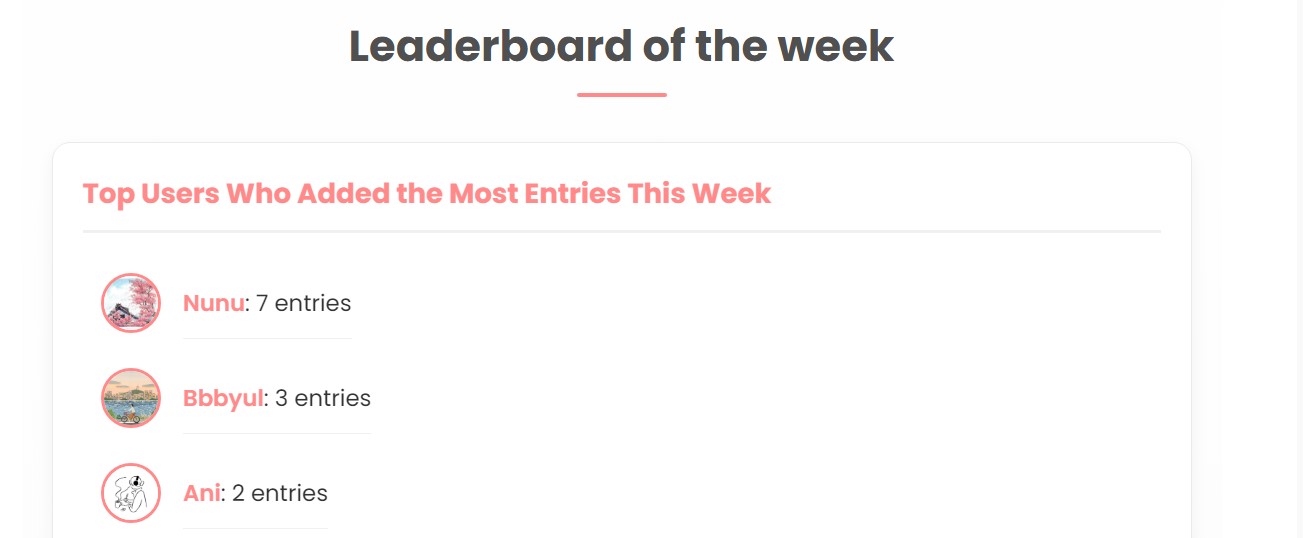 Leaderboard of the week
Top Users Who Added the Most Entries This Week
Nunu: 7 entries
Bbbyul: 3 entries
Ani: 2 entries